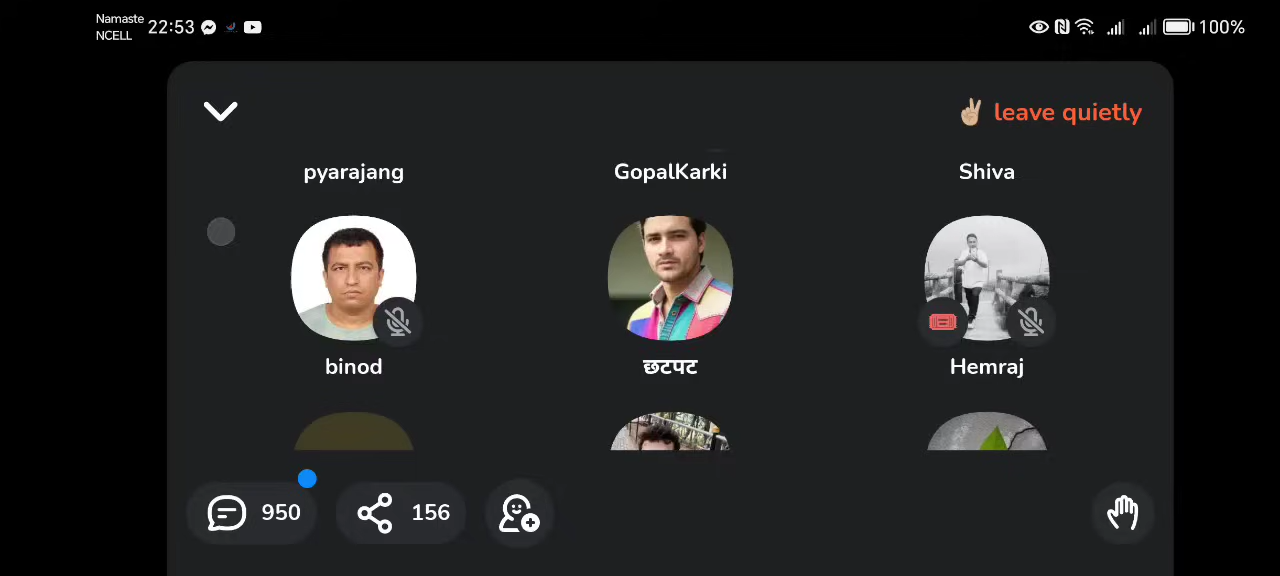 Namaste
NCELL
22:53
100%
✌🏼 leave quietly
pyarajang GopalKarki Shiva
binod छटपट Hemraj
950 156